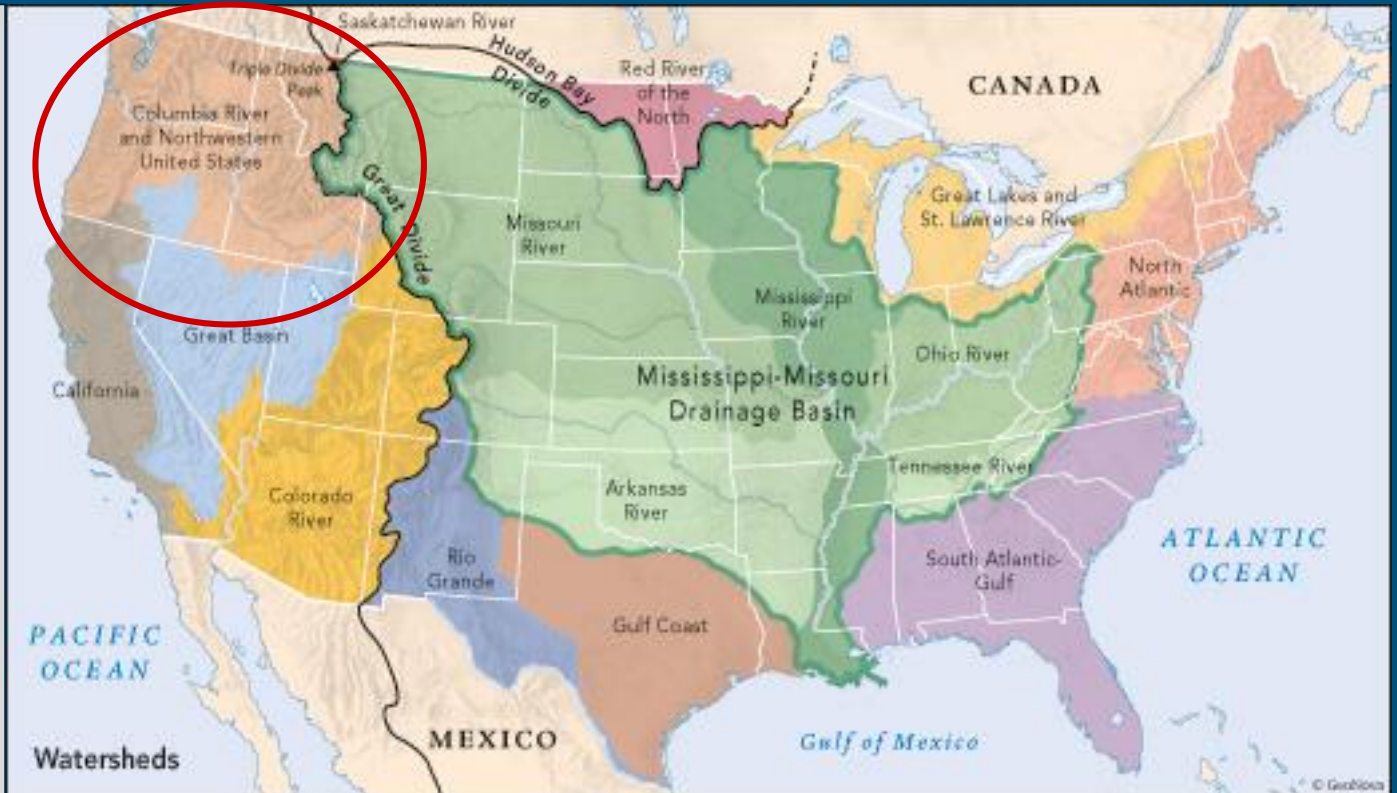 Saskatchewan River
Hudson Bay
Divide
Triple Divide
Peak
Red River
of the
North
CANADA
Columbia River
and Northwestern
United States
Great Divide
Missouri
River
Great Lakes and
St. Lawrence River
North
Atlantic
Mississippi
River
Great Basin
Ohio River
California
Mississippi-Missouri
Drainage Basin
Tennessee River
Colorado
River
Arkansas
River
ATLANTIC
OCEAN
Rio
Grande
South Atlantic-
Gulf
Gulf Coast
PACIFIC
OCEAN
MEXICO
Gulf of Mexico
Watersheds
© GeoNova